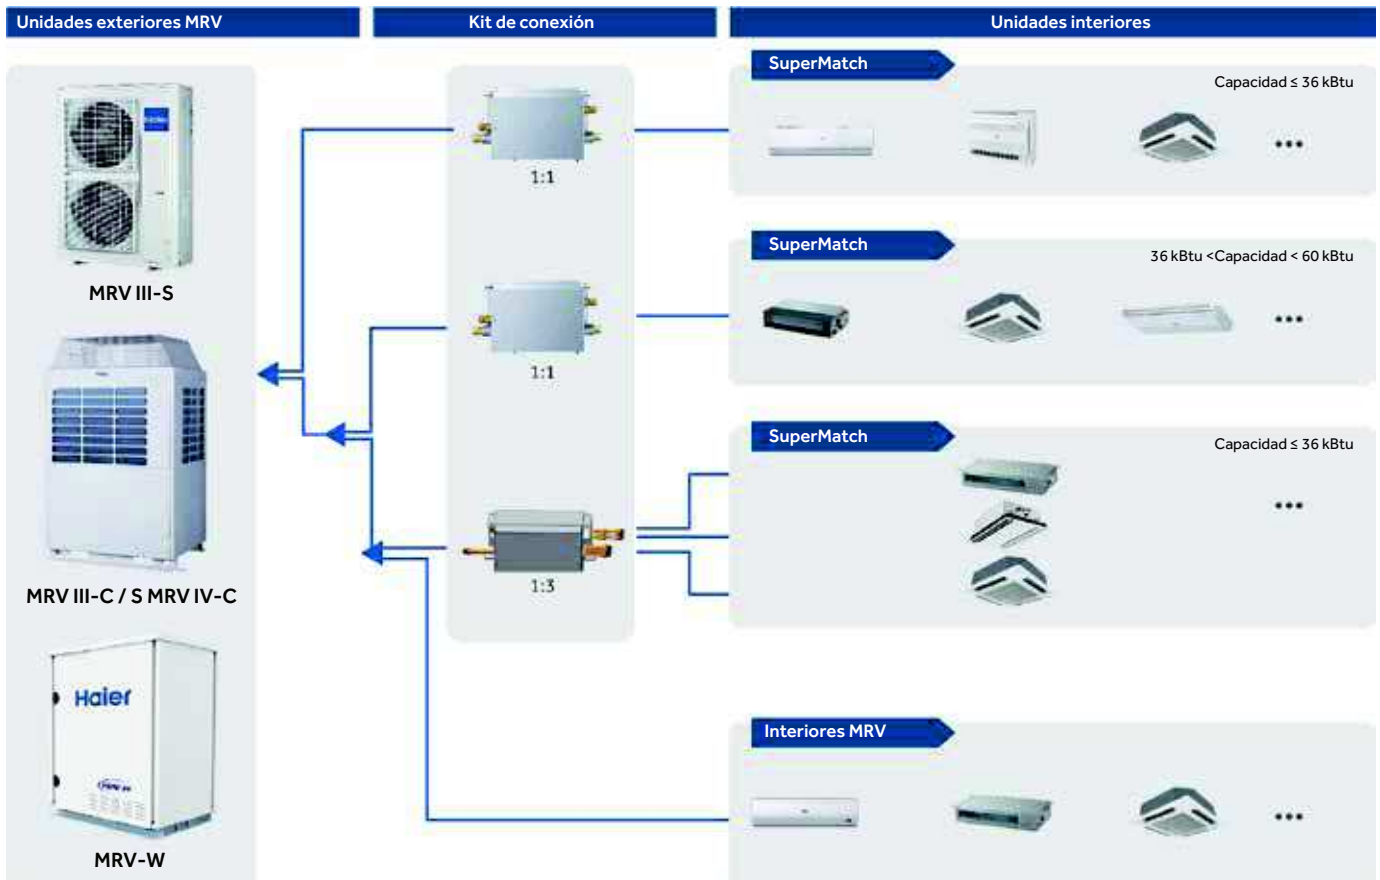 Unidades exteriores MRV
Kit de conexión
Unidades interiores
SuperMatch
Capacidad ≤ 36 kBtu
1:1
MRV III-S
SuperMatch
36 kBtu <Capacidad < 60 kBtu
1:1
MRV III-C / S MRV IV-C
SuperMatch
Capacidad ≤ 36 kBtu
1:3
Haier
MRV-W
Interiores MRV